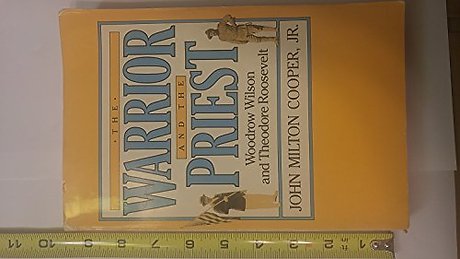 · THE ·
WARRIOR
AND THE
PRIEST
Woodrow Wilson
and Theodore Roosevelt
JOHN MILTON COOPER, JR.
11 10 9 8 7 6 5 4 3 2 1